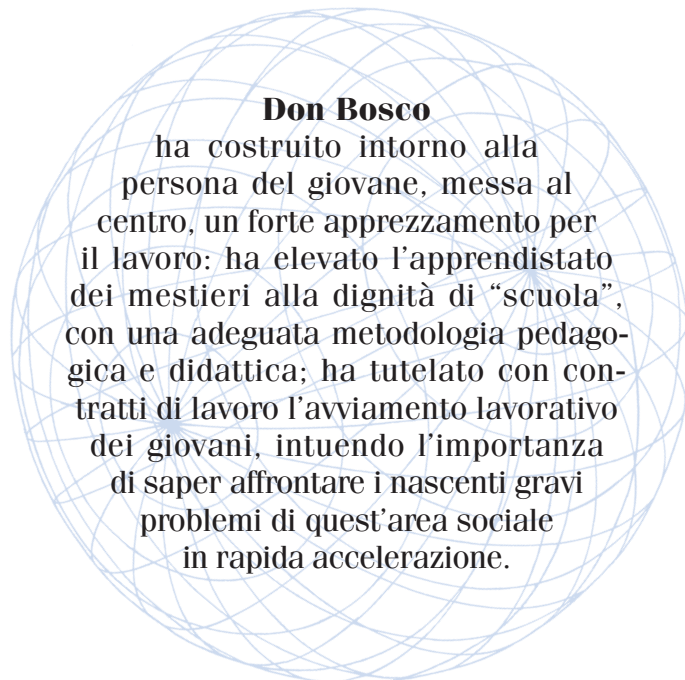 Don Bosco
ha costruito intorno alla
persona del giovane, messa al
centro, un forte apprezzamento per
il lavoro: ha elevato l’apprendistato
dei mestieri alla dignità di “scuola”,
con una adeguata metodologia pedago-
gica e didattica; ha tutelato con con-
tratti di lavoro l’avviamento lavorativo
dei giovani, intuendo l’importanza
di saper affrontare i nascenti gravi
problemi di quest’area sociale
in rapida accelerazione.